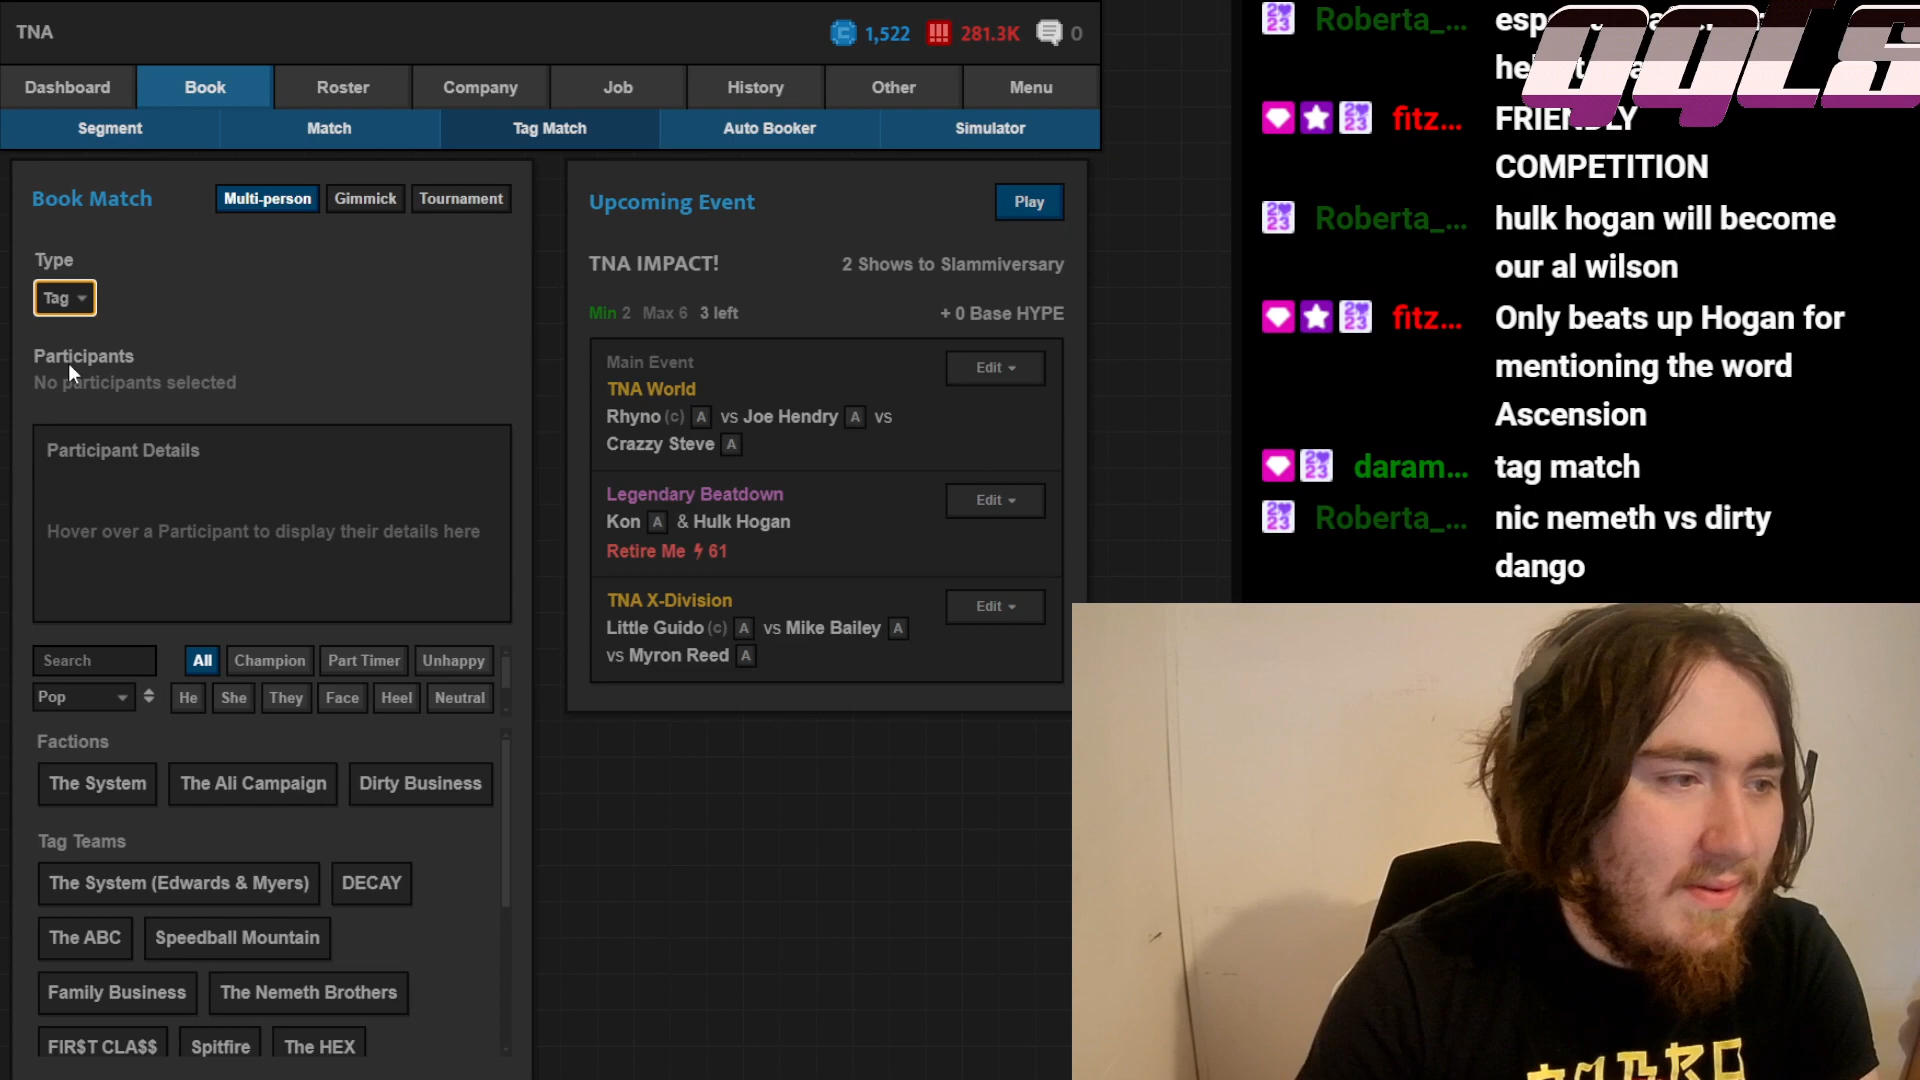 TNA
1,522 281.3K 0
Dashboard Book Roster Company Job History Other Menu
Segment Match Tag Match Auto Booker Simulator
Book Match Multi-person Gimmick Tournament
Type
Tag
Participants
No participants selected
Participant Details
Hover over a Participant to display their details here
Search All Champion Part Timer Unhappy
Pop He She They Face Heel Neutral
Factions
The System The Ali Campaign Dirty Business
Tag Teams
The System (Edwards & Myers) DECAY
The ABC Speedball Mountain
Family Business The Nemeth Brothers
FIR$T CLA$$ Spitfire The HEX
Upcoming Event Play
TNA IMPACT! 2 Shows to Slammiversary
Min 2 Max 6 3 left + 0 Base HYPE
Main Event Edit
TNA World
Rhyno (c) A vs Joe Hendry A vs
Crazzy Steve A
Legendary Beatdown Edit
Kon A & Hulk Hogan
Retire Me 61
TNA X-Division Edit
Little Guido (c) A vs Mike Bailey A
vs Myron Reed A
Roberta_...
fitz... FRIENDLY
COMPETITION
Roberta_... hulk hogan will become
our al wilson
fitz... Only beats up Hogan for
mentioning the word
Ascension
daram... tag match
Roberta_... nic nemeth vs dirty
dango